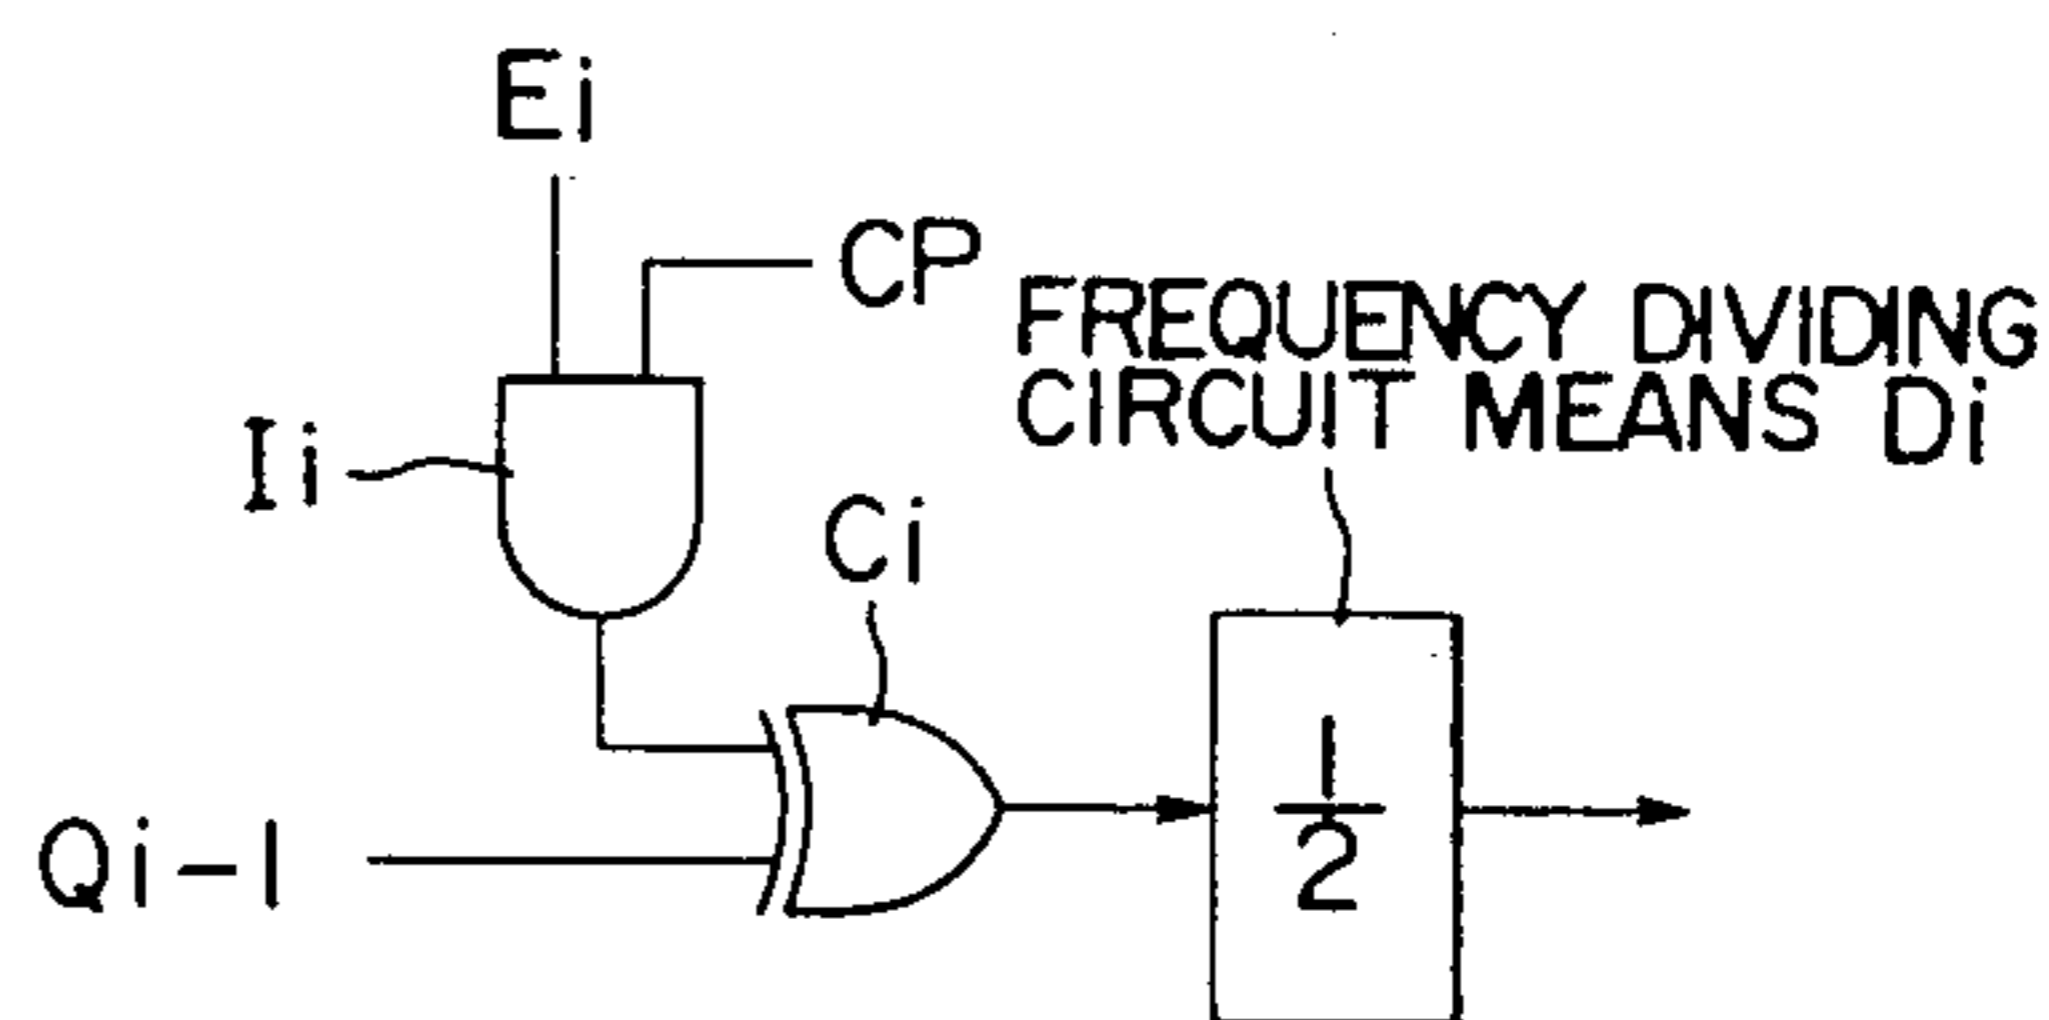 Ei
CP
FREQUENCY DIVIDING
CIRCUIT MEANS Di
Ii
Ci
1
2
Qi-1